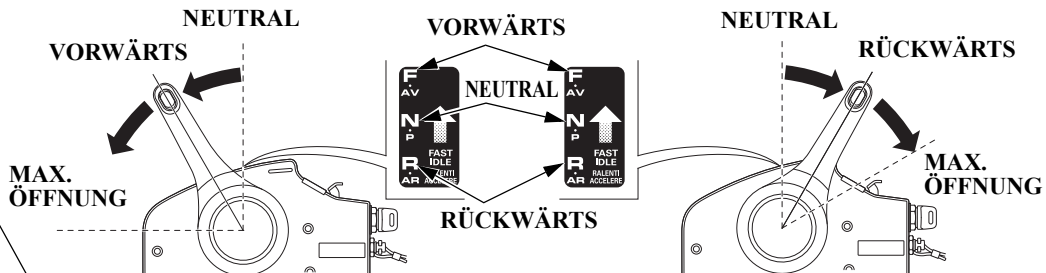 NEUTRAL
VORWÄRTS
MAX.
ÖFFNUNG
VORWÄRTS
NEUTRAL
RÜCKWÄRTS
F
AV
N
P
R
AR
FAST
IDLE
ACCELERE
F
AV
N
P
R
AR
FAST
IDLE
RALENTI
ACCELERE
NEUTRAL
RÜCKWÄRTS
MAX.
ÖFFNUNG